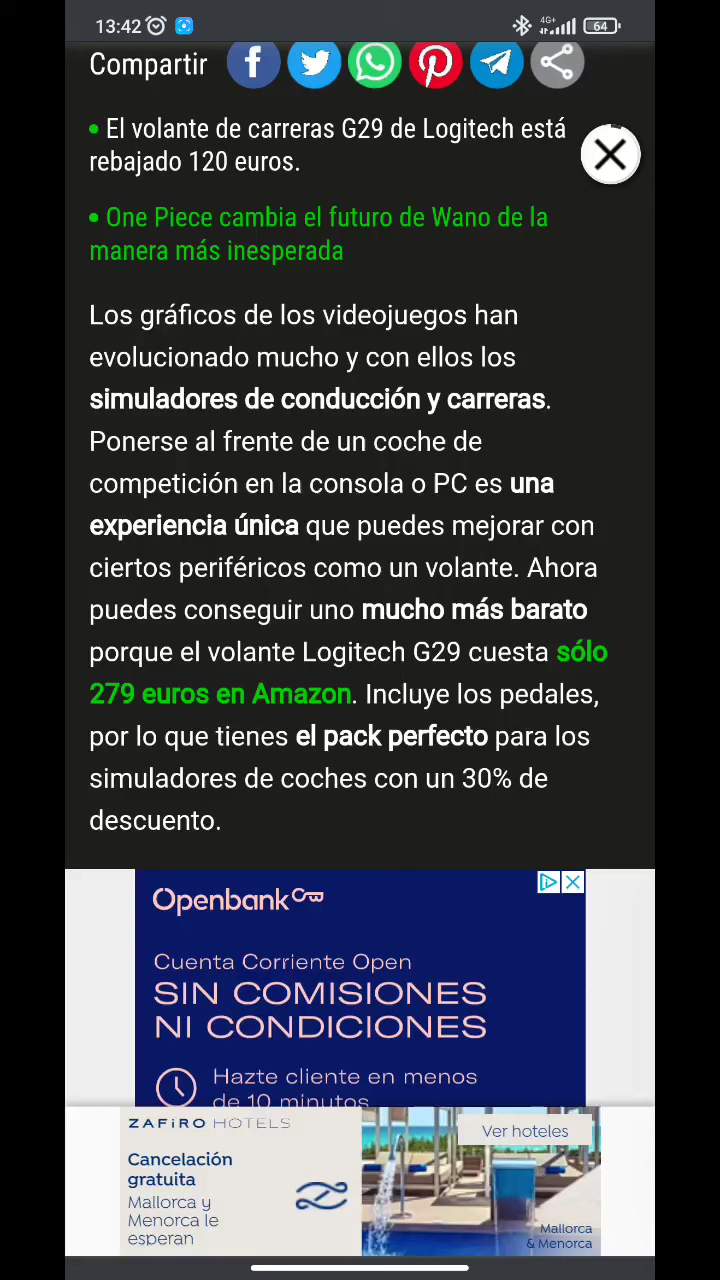 13:42
4G+
64
Compartir
• El volante de carreras G29 de Logitech está
rebajado 120 euros.
• One Piece cambia el futuro de Wano de la
manera más inesperada
Los gráficos de los videojuegos han
evolucionado mucho y con ellos los
simuladores de conducción y carreras.
Ponerse al frente de un coche de
competición en la consola o PC es una
experiencia única que puedes mejorar con
ciertos periféricos como un volante. Ahora
puedes conseguir uno mucho más barato
porque el volante Logitech G29 cuesta sólo
279 euros en Amazon. Incluye los pedales,
por lo que tienes el pack perfecto para los
simuladores de coches con un 30% de
descuento.
Openbank
Cuenta Corriente Open
SIN COMISIONES
NI CONDICIONES
Hazte cliente en menos
de 10 minutos
ZAFIRO HOTELS
Ver hoteles
Cancelación
gratuita
Mallorca y
Menorca le
esperan
Mallorca
& Menorca